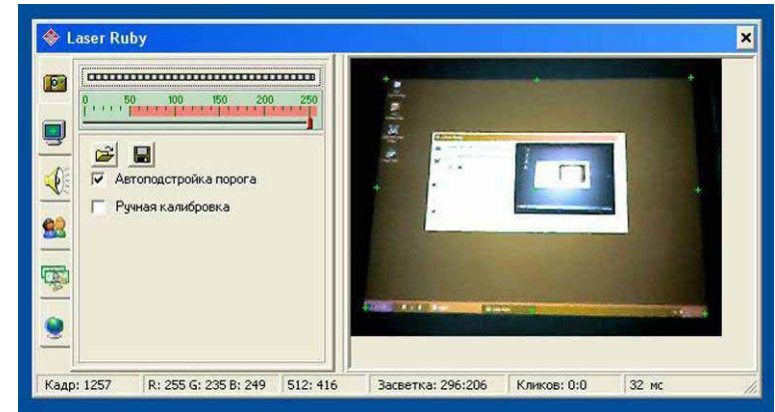 Laser Ruby
0 50 100 150 200 250
Автоподстройка порога
Ручная калибровка
Кадр: 1257 R: 255 G: 235 B: 249 512: 416 Засветка: 296:206 Кликов: 0:0 32 мс